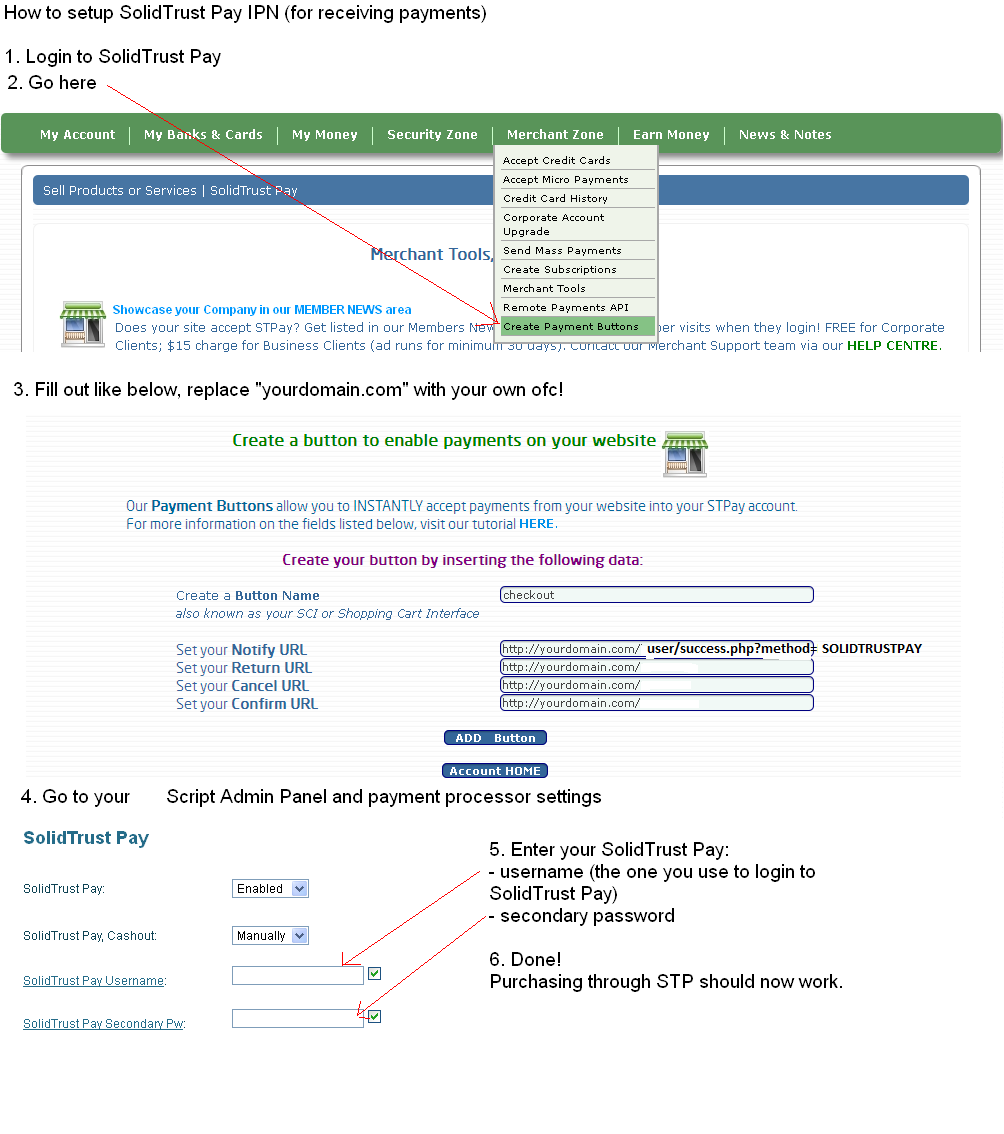 How to setup SolidTrust Pay IPN (for receiving payments)
1. Login to SolidTrust Pay
2. Go here
My Account
My Banks & Cards
My Money
Security Zone
Merchant Zone
Earn Money
News & Notes
Accept Credit Cards
Accept Micro Payments
Credit Card History
Corporate Account
Upgrade
Send Mass Payments
Create Subscriptions
Merchant Tools
Remote Payments API
Create Payment Buttons
Sell Products or Services | SolidTrust Pay
Merchant Tools,
Showcase your Company in our MEMBER NEWS area
Does your site accept STPay? Get listed in our Members New per visits when they login! FREE for Corporate
Clients; $15 charge for Business Clients (ad runs for minimum 30 days). Contact our Merchant Support team via our HELP CENTRE.
3. Fill out like below, replace "yourdomain.com" with your own ofc!
Create a button to enable payments on your website
Our Payment Buttons allow you to INSTANTLY accept payments from your website into your STPay account.
For more information on the fields listed below, visit our tutorial HERE.
Create your button by inserting the following data:
Create a Button Name checkout
also known as your SCI or Shopping Cart Interface
Set your Notify URL http://yourdomain.com/ user/success.php?method= SOLIDTRUSTPAY
Set your Return URL http://yourdomain.com/
Set your Cancel URL http://yourdomain.com/
Set your Confirm URL http://yourdomain.com/
ADD Button
Account HOME
4. Go to your Script Admin Panel and payment processor settings
SolidTrust Pay
SolidTrust Pay: Enabled
SolidTrust Pay, Cashout: Manually
SolidTrust Pay Username:
SolidTrust Pay Secondary Pw:
5. Enter your SolidTrust Pay:
- username (the one you use to login to
SolidTrust Pay)
- secondary password
6. Done!
Purchasing through STP should now work.